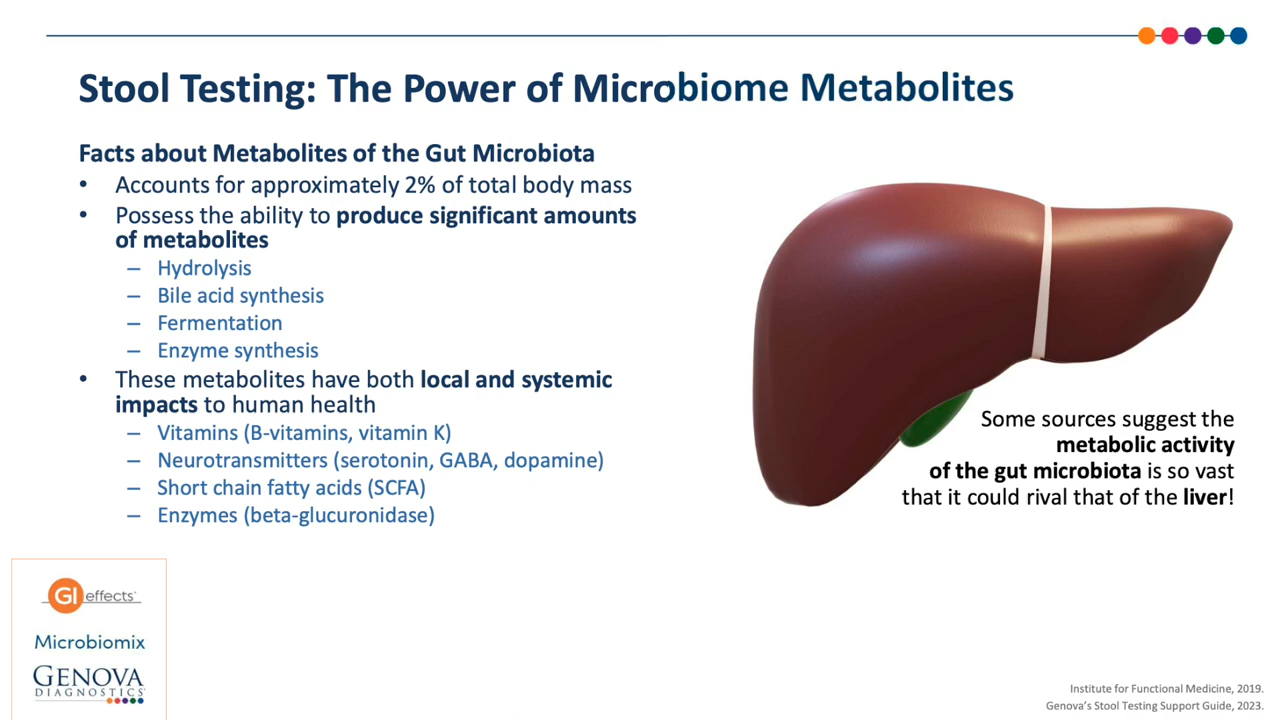 Stool Testing: The Power of Microbiome Metabolites
Facts about Metabolites of the Gut Microbiota
• Accounts for approximately 2% of total body mass
• Possess the ability to produce significant amounts
of metabolites
– Hydrolysis
– Bile acid synthesis
– Fermentation
– Enzyme synthesis
• These metabolites have both local and systemic
impacts to human health
– Vitamins (B-vitamins, vitamin K)
– Neurotransmitters (serotonin, GABA, dopamine)
– Short chain fatty acids (SCFA)
– Enzymes (beta-glucuronidase)
Some sources suggest the
metabolic activity
of the gut microbiota is so vast
that it could rival that of the liver!
GI effects
Microbiomix
GENOVA
DIAGNOSTICS
Institute for Functional Medicine, 2019.
Genova's Stool Testing Support Guide, 2023.